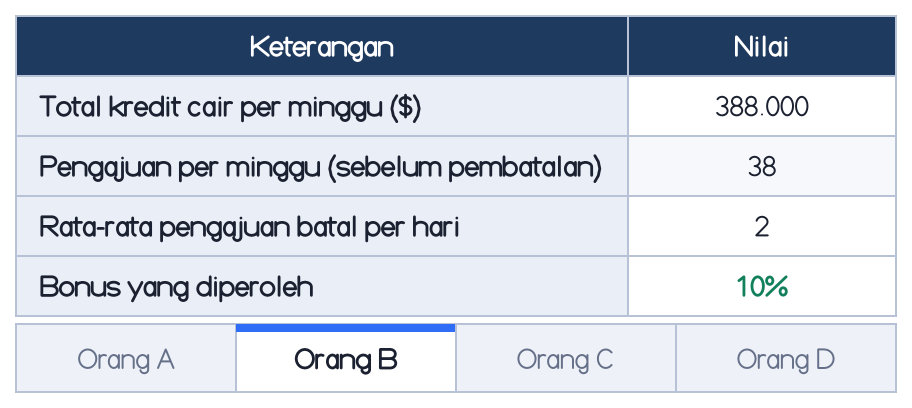 Keterangan Nilai
Total kredit cair per minggu ($) 388.000
Pengajuan per minggu (sebelum pembatalan) 38
Rata-rata pengajuan batal per hari 2
Bonus yang diperoleh 10%
Orang A Orang B Orang C Orang D